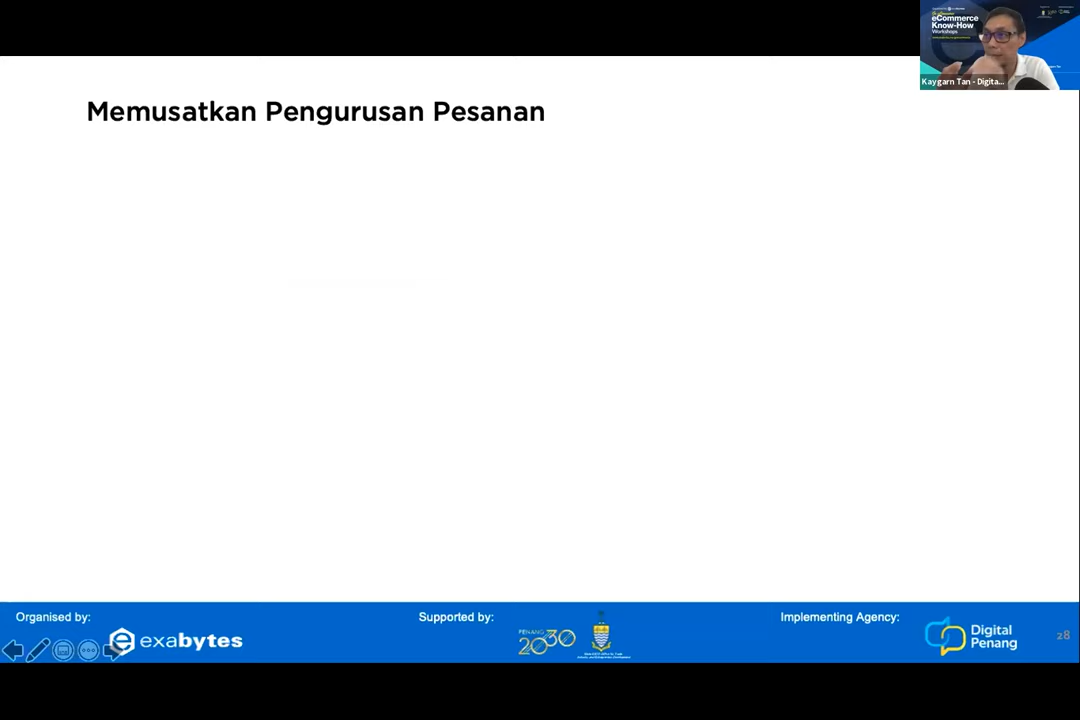 eCommerce
Know-How
Workshops
Kaygarn Tan - Digita...
Memusatkan Pengurusan Pesanan
Organised by:
Supported by:
Implementing Agency:
exabytes
PENANG
2030
Digital
Penang
28